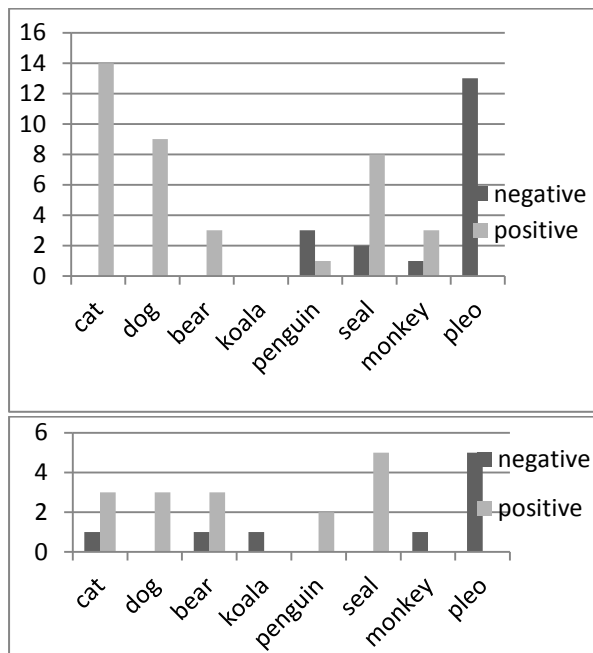 16
14
12
10
8
6
4
2
0
cat
dog
bear
koala
penguin
seal
monkey
pleo
negative
positive
6
4
2
0
cat
dog
bear
koala
penguin
seal
monkey
pleo
negative
positive